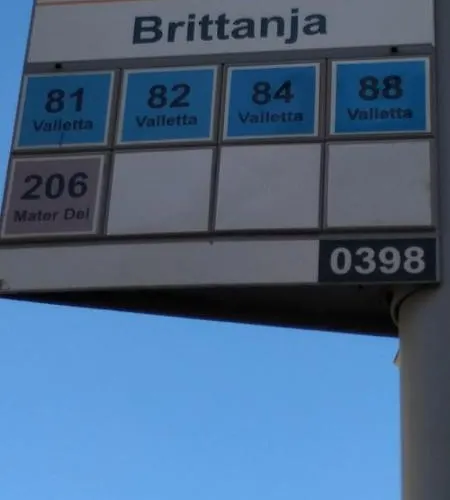 Brittanja
81 82 84 88
Valletta Valletta Valletta Valletta
206
Mater Dei
0398